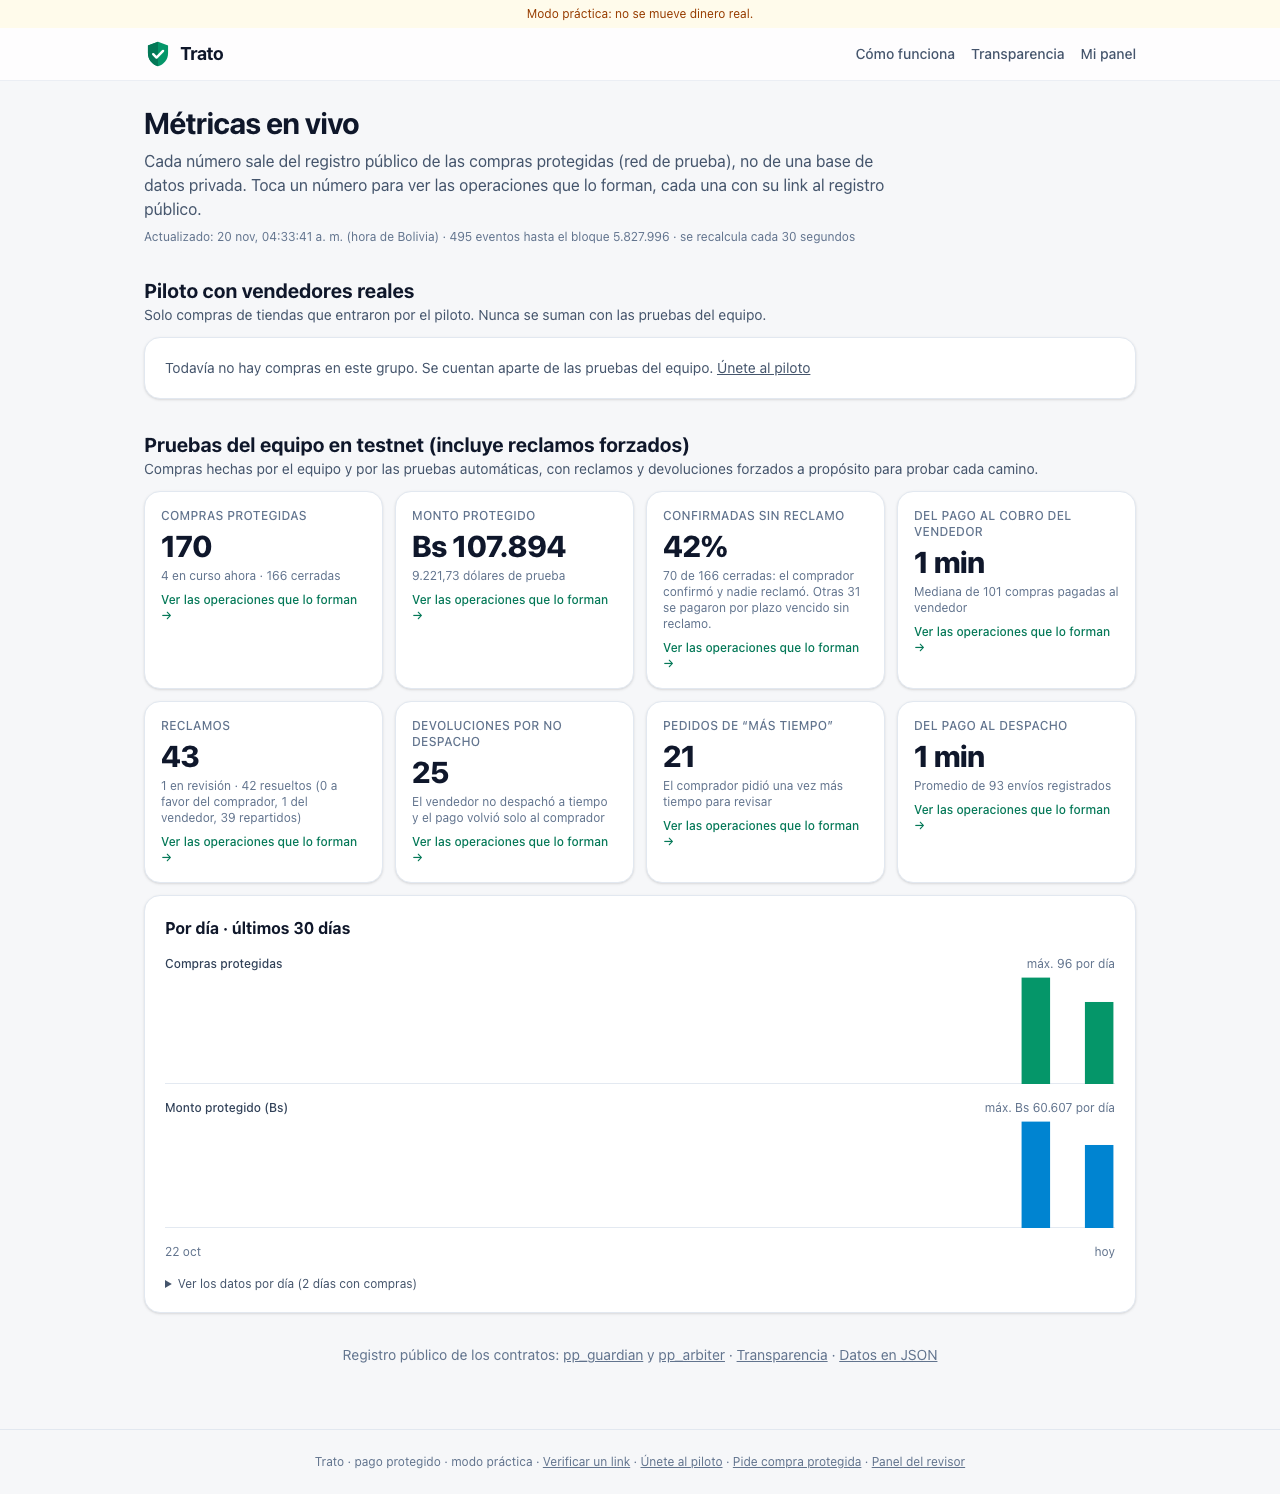 Modo práctica: no se mueve dinero real.
Trato
Cómo funciona Transparencia Mi panel
Métricas en vivo
Cada número sale del registro público de las compras protegidas (red de prueba), no de una base de
datos privada. Toca un número para ver las operaciones que lo forman, cada una con su link al registro
público.
Actualizado: 20 nov, 04:33:41 a. m. (hora de Bolivia) · 495 eventos hasta el bloque 5.827.996 · se recalcula cada 30 segundos
Piloto con vendedores reales
Solo compras de tiendas que entraron por el piloto. Nunca se suman con las pruebas del equipo.
Todavía no hay compras en este grupo. Se cuentan aparte de las pruebas del equipo. Únete al piloto
Pruebas del equipo en testnet (incluye reclamos forzados)
Compras hechas por el equipo y por las pruebas automáticas, con reclamos y devoluciones forzados a propósito para probar cada camino.
COMPRAS PROTEGIDAS
170
4 en curso ahora · 166 cerradas
Ver las operaciones que lo forman
→
MONTO PROTEGIDO
Bs 107.894
9.221,73 dólares de prueba
Ver las operaciones que lo forman
→
CONFIRMADAS SIN RECLAMO
42%
70 de 166 cerradas: el comprador
confirmó y nadie reclamó. Otras 31
se pagaron por plazo vencido sin
reclamo.
Ver las operaciones que lo forman
→
DEL PAGO AL COBRO DEL
VENDEDOR
1 min
Mediana de 101 compras pagadas al
vendedor
Ver las operaciones que lo forman
→
RECLAMOS
43
1 en revisión · 42 resueltos (0 a
favor del comprador, 1 del
vendedor, 39 repartidos)
Ver las operaciones que lo forman
→
DEVOLUCIONES POR NO
DESPACHO
25
El vendedor no despachó a tiempo
y el pago volvió solo al comprador
Ver las operaciones que lo forman
→
PEDIDOS DE “MÁS TIEMPO”
21
El comprador pidió una vez más
tiempo para revisar
Ver las operaciones que lo forman
→
DEL PAGO AL DESPACHO
1 min
Promedio de 93 envíos registrados
Ver las operaciones que lo forman
→
Por día · últimos 30 días
Compras protegidas máx. 96 por día
Monto protegido (Bs) máx. Bs 60.607 por día
22 oct hoy
▶ Ver los datos por día (2 días con compras)
Registro público de los contratos: pp_guardian y pp_arbiter · Transparencia · Datos en JSON
Trato · pago protegido · modo práctica · Verificar un link · Únete al piloto · Pide compra protegida · Panel del revisor